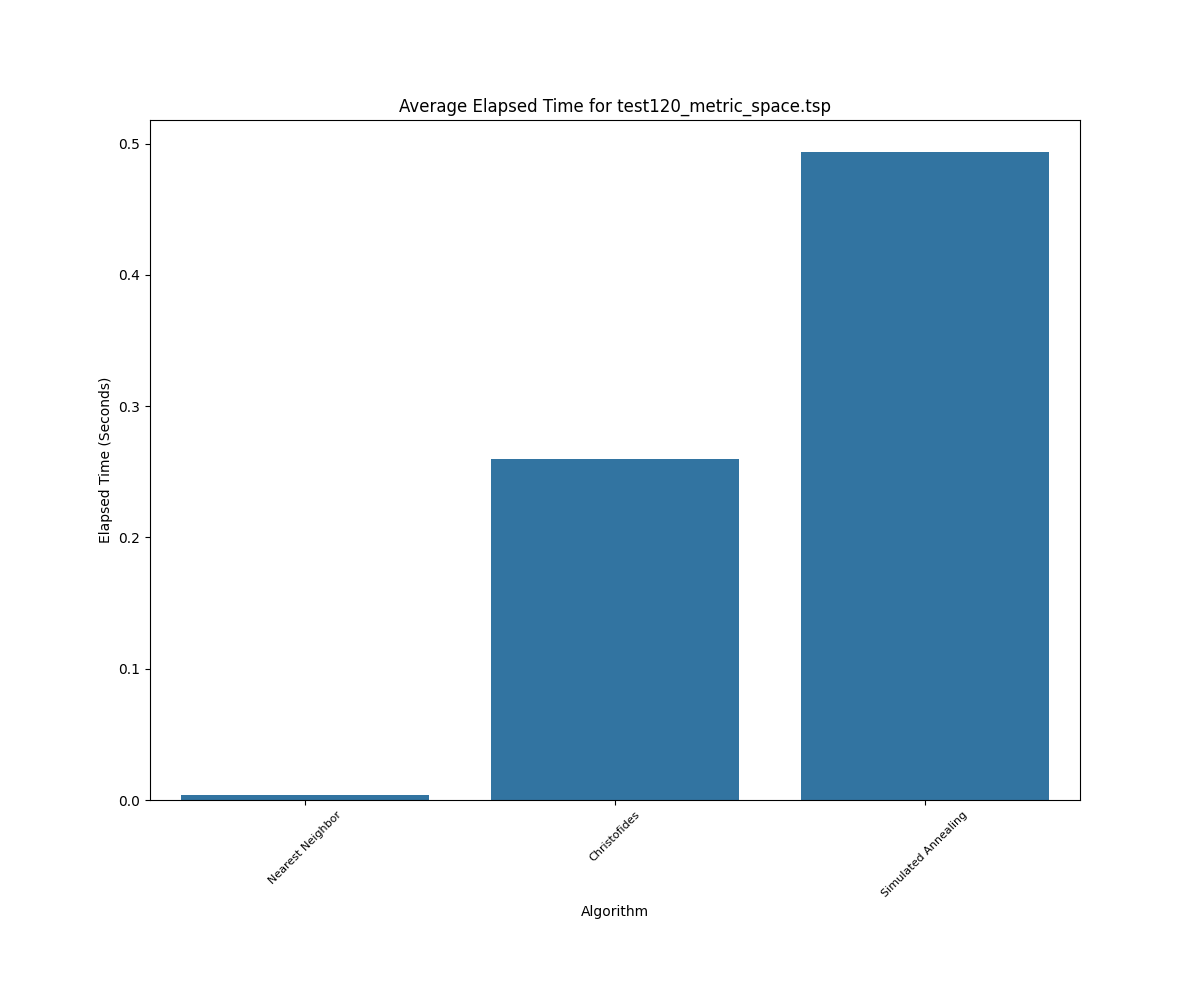 Average Elapsed Time for test120_metric_space.tsp
Elapsed Time (Seconds)
0.5
0.4
0.3
0.2
0.1
0.0
Nearest Neighbor
Christofides
Simulated Annealing
Algorithm